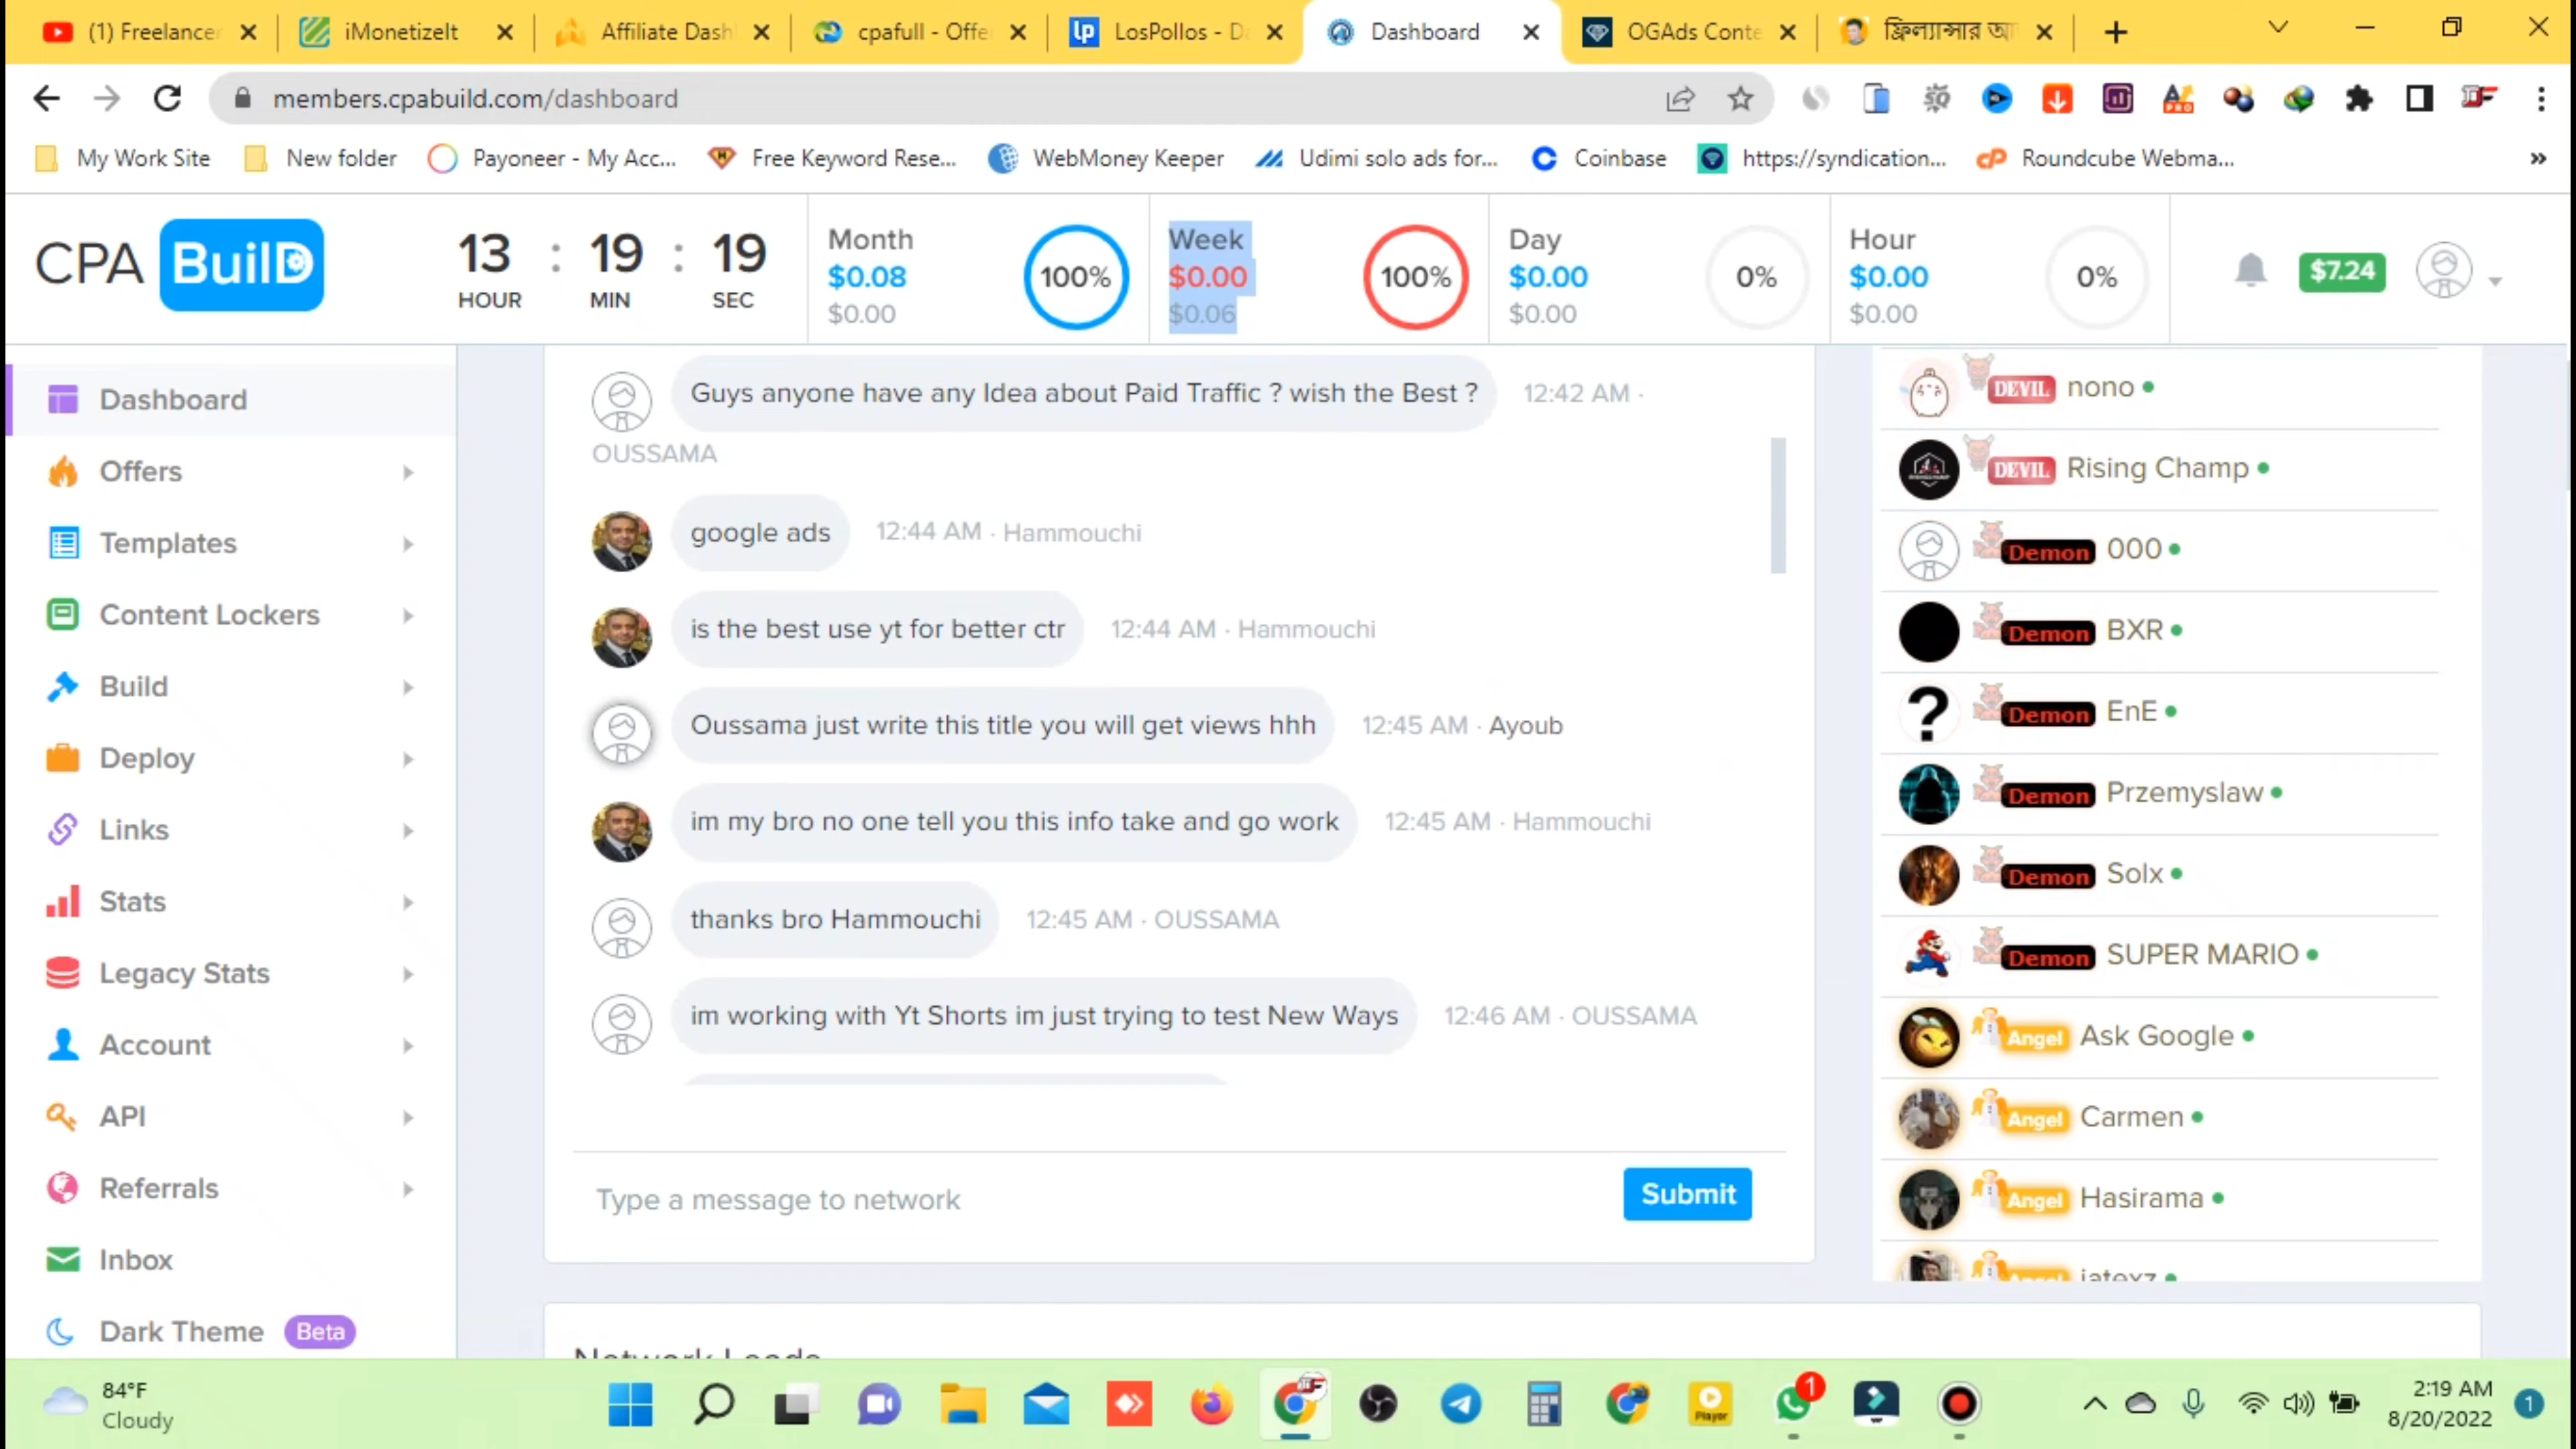 (1) Freelancer
iMonetizeIt
Affiliate Dash
cpafull - Offe
LosPollos - Da
Dashboard
OGAds Conte
ফ্রিল্যান্সার আ
members.cpabuild.com/dashboard
My Work Site
New folder
Payoneer - My Acc...
Free Keyword Rese...
WebMoney Keeper
Udimi solo ads for...
Coinbase
https://syndication...
Roundcube Webma...
CPA BuilD
13 : 19 : 19
HOUR MIN SEC
Month
$0.08
$0.00
100%
Week
$0.00
$0.06
100%
Day
$0.00
$0.00
0%
Hour
$0.00
$0.00
0%
$7.24
Dashboard
Offers
Templates
Content Lockers
Build
Deploy
Links
Stats
Legacy Stats
Account
API
Referrals
Inbox
Dark Theme Beta
Guys anyone have any Idea about Paid Traffic ? wish the Best ? 12:42 AM ·
OUSSAMA
google ads 12:44 AM · Hammouchi
is the best use yt for better ctr 12:44 AM · Hammouchi
Oussama just write this title you will get views hhh 12:45 AM · Ayoub
im my bro no one tell you this info take and go work 12:45 AM · Hammouchi
thanks bro Hammouchi 12:45 AM · OUSSAMA
im working with Yt Shorts im just trying to test New Ways 12:46 AM · OUSSAMA
Type a message to network
Submit
DEVIL nono
DEVIL Rising Champ
Demon 000
Demon BXR
Demon EnE
Demon Przemyslaw
Demon Solx
Demon SUPER MARIO
Angel Ask Google
Angel Carmen
Angel Hasirama
Network Leads
84°F
Cloudy
Player
1
2:19 AM
8/20/2022
1